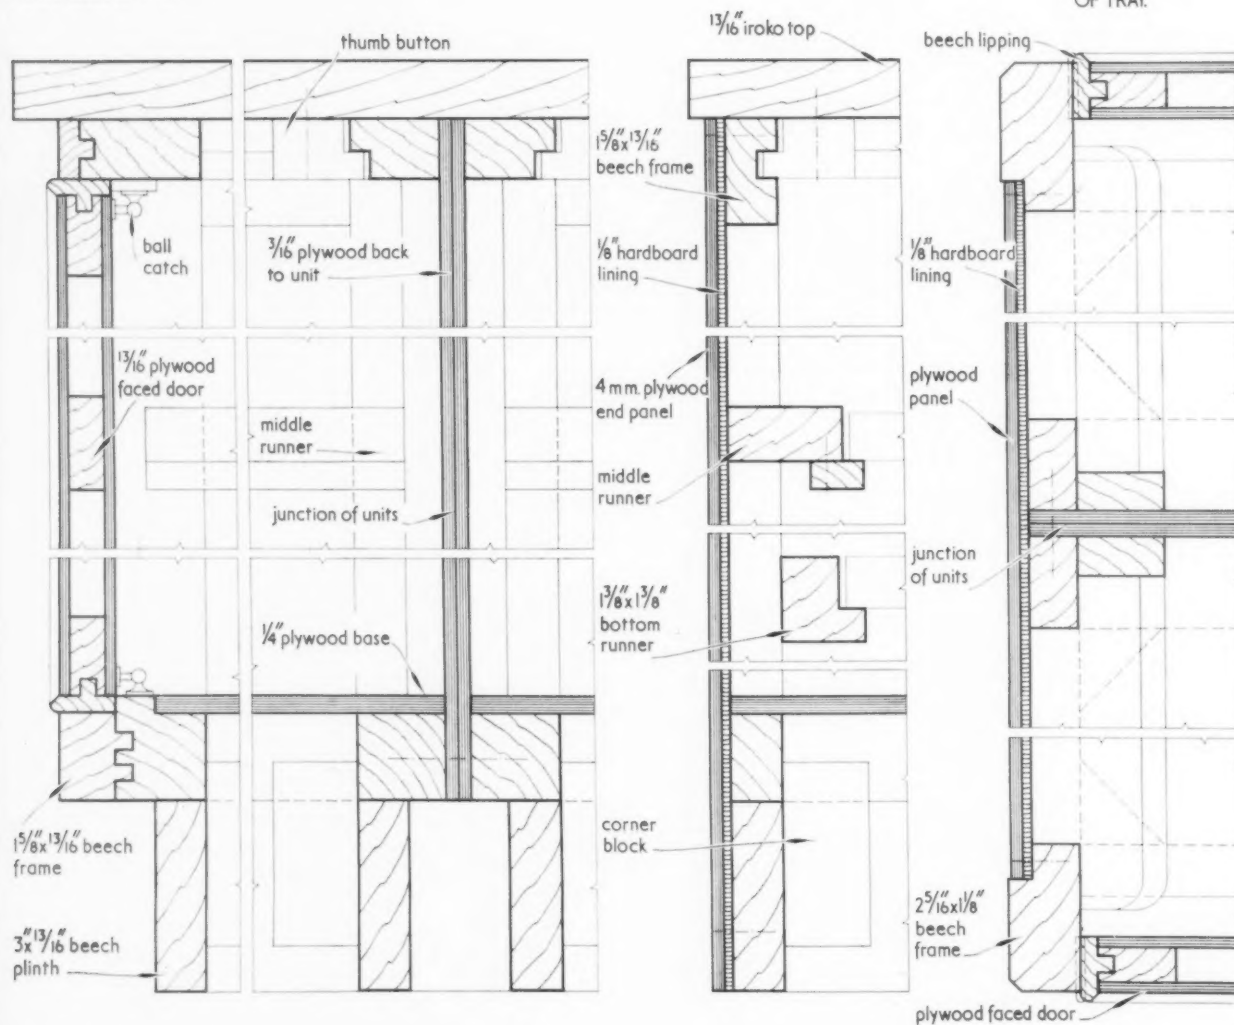 OF TRAY.
thumb button
13/16" iroko top
beech lipping
1 5/8" x 13/16"
beech frame
ball
catch
3/16" plywood back
to unit
1/8" hardboard
lining
1/8" hardboard
lining
13/16" plywood
faced door
4 mm. plywood
end panel
plywood
panel
middle
runner
middle
runner
junction of units
junction
of units
1 3/8" x 1 3/8"
bottom
runner
1/4" plywood base
corner
block
1 5/8" x 13/16" beech
frame
2 5/16" x 1 1/8"
beech
frame
3" x 13/16" beech
plinth
plywood faced door